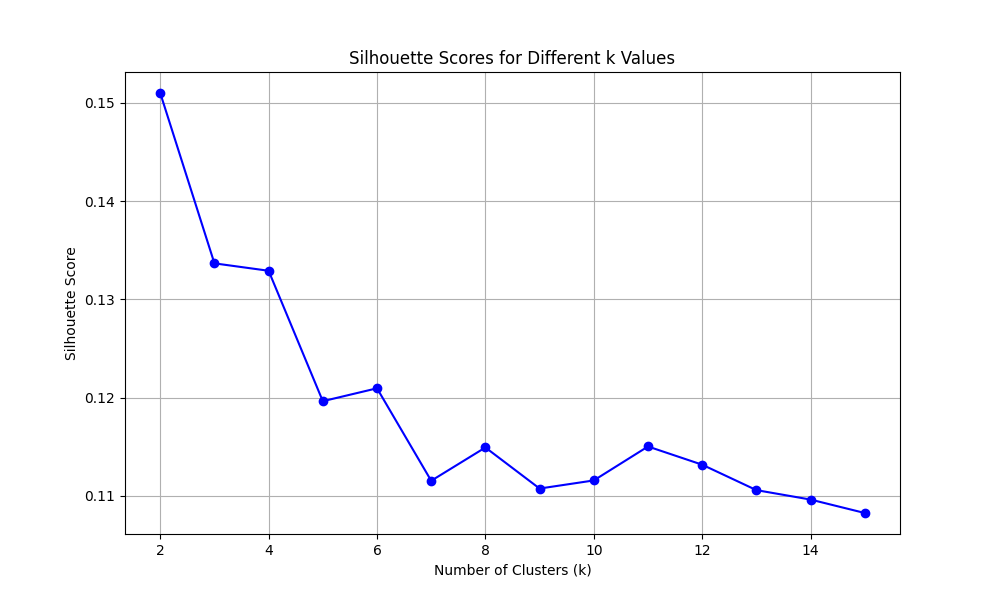 Silhouette Scores for Different k Values
Silhouette Score
0.15
0.14
0.13
0.12
0.11
2 4 6 8 10 12 14
Number of Clusters (k)